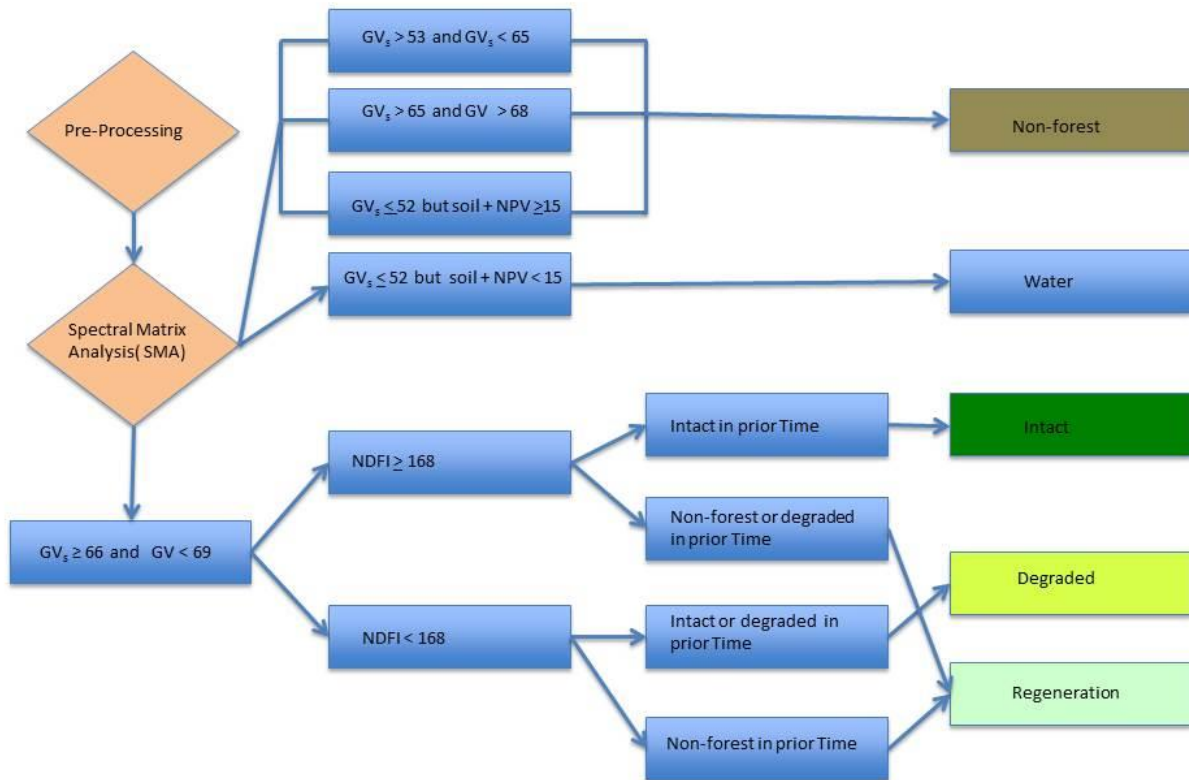 GVₛ > 53 and GVₛ < 65
Pre-Processing
GVₛ > 65 and GV > 68
Non-forest
GVₛ ≤ 52 but soil + NPV ≥15
GVₛ ≤ 52 but soil + NPV < 15
Water
Spectral Matrix
Analysis( SMA)
Intact in prior Time
Intact
NDFI ≥ 168
Non-forest or degraded
in prior Time
GVₛ ≥ 66 and GV < 69
Degraded
NDFI < 168
Intact or degraded in
prior Time
Regeneration
Non-forest in prior Time